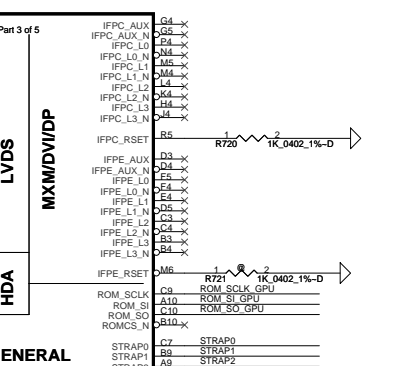 Part 3 of 5
LVDS
MXM/DVI/DP
HDA
ENERAL
IFPC_AUX G4
IFPC_AUX_N G5
IFPC_L0 P4
IFPC_L0_N N4
IFPC_L1 M5
IFPC_L1_N M4
IFPC_L2 L4
IFPC_L2_N K4
IFPC_L3 H4
IFPC_L3_N J4
IFPC_RSET R5 1 2
R720 1K_0402_1%~D
IFPE_AUX D3
IFPE_AUX_N D4
IFPE_L0 F5
IFPE_L0_N F4
IFPE_L1 E4
IFPE_L1_N D5
IFPE_L2 C3
IFPE_L2_N C4
IFPE_L3 B3
IFPE_L3_N B4
IFPE_RSET M6 1 @ 2
R721 1K_0402_1%~D
ROM_SCLK C9 ROM_SCLK_GPU
ROM_SI A10 ROM_SI_GPU
ROM_SO C10 ROM_SO_GPU
ROMCS_N B10
STRAP0 C7 STRAP0
STRAP1 B9 STRAP1
A9 STRAP2